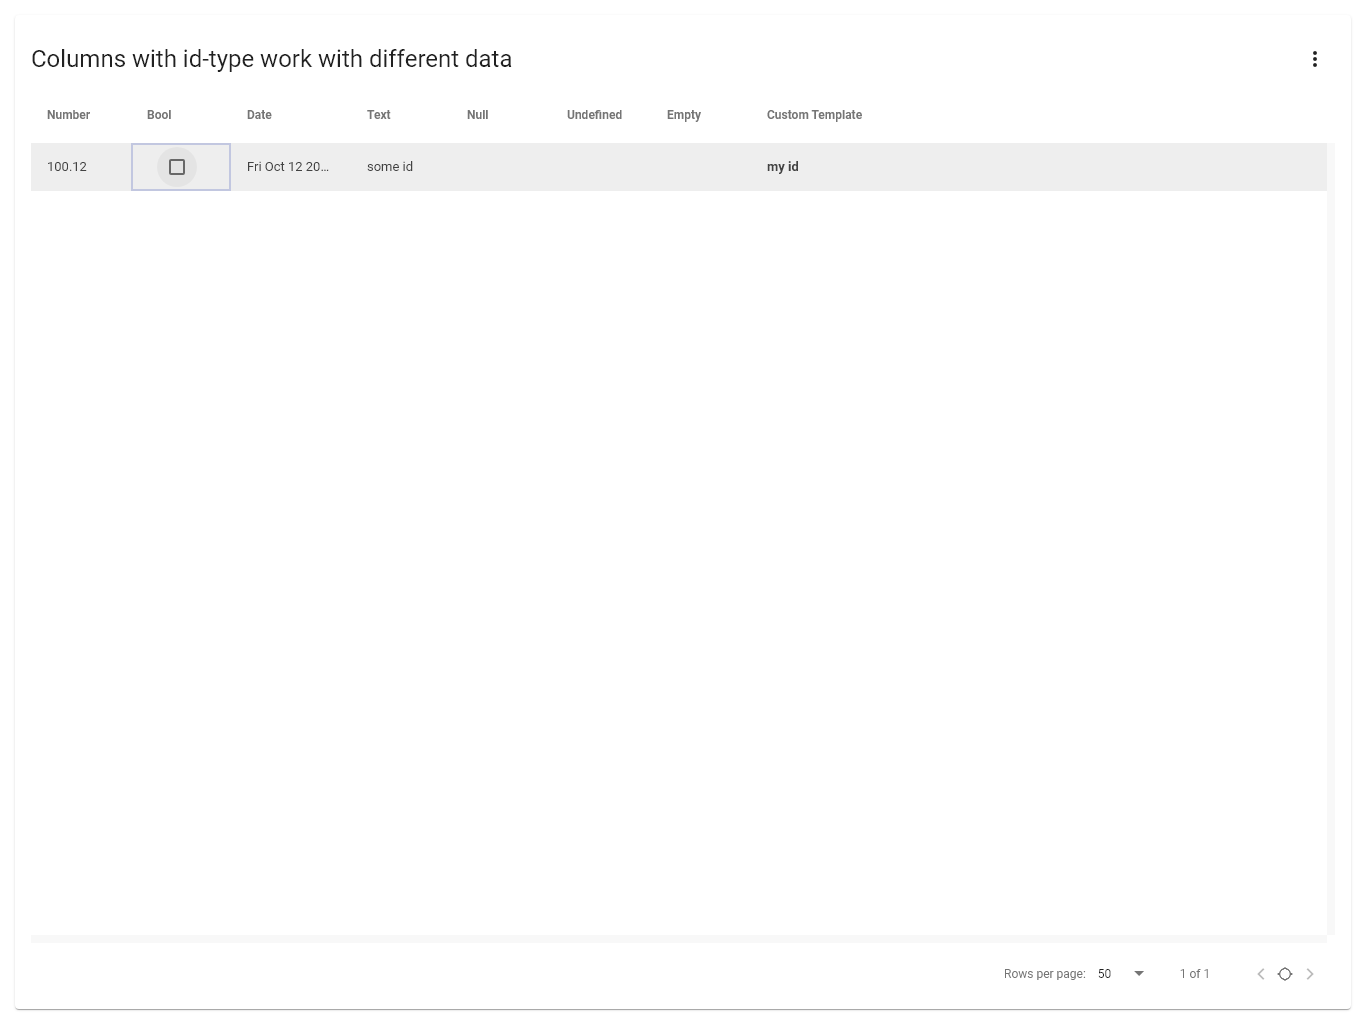 Columns with id-type work with different data
Number Bool Date Text Null Undefined Empty Custom Template
100.12 Fri Oct 12 20... some id my id
Rows per page: 50 1 of 1